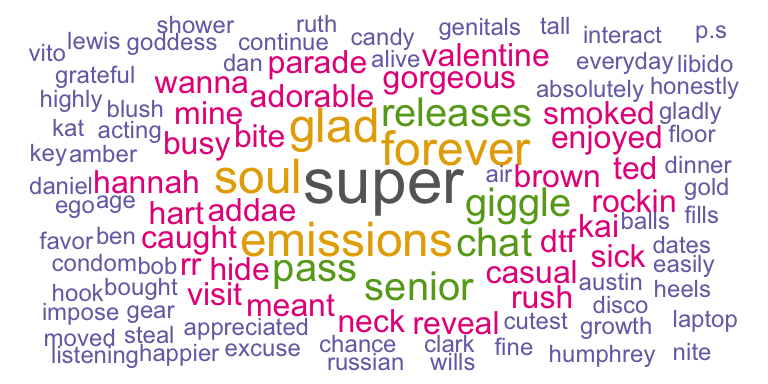 shower ruth genitals tall interact p.s
vito lewis goddess continue candy
dan parade alive valentine everyday libido
grateful wanna adorable gorgeous absolutely honestly
highly blush mine glad releases smoked gladly
kat acting busy bite forever enjoyed floor
key amber soul super air brown ted dinner
daniel hannah gold
ego age hart addae giggle rockin fills
favor ben caught emissions chat dtf kai balls dates
condom bob rr hide pass casual sick easily
hook bought visit meant senior rush austin heels
impose gear neck reveal cutest disco growth laptop
moved steal appreciated
listening happier excuse chance clark fine humphrey nite
russian wills